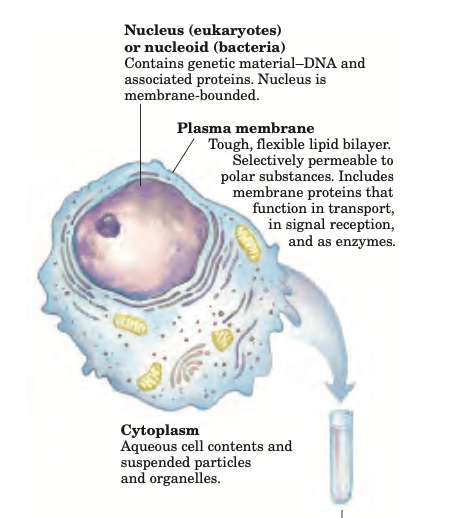 Nucleus (eukaryotes)
or nucleoid (bacteria)
Contains genetic material–DNA and
associated proteins. Nucleus is
membrane-bounded.
Plasma membrane
Tough, flexible lipid bilayer.
Selectively permeable to
polar substances. Includes
membrane proteins that
function in transport,
in signal reception,
and as enzymes.
Cytoplasm
Aqueous cell contents and
suspended particles
and organelles.